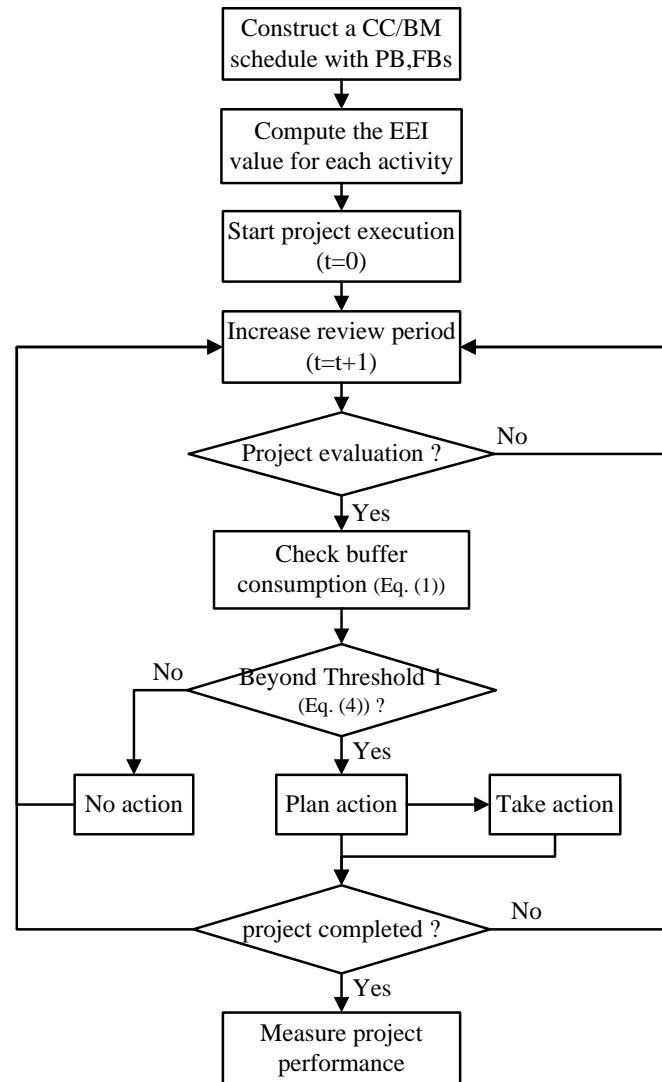 Construct a CC/BM
schedule with PB,FBs
Compute the EEI
value for each activity
Start project execution
(t=0)
Increase review period
(t=t+1)
Project evaluation ?
No
Yes
Check buffer
consumption (Eq. (1))
No
Beyond Threshold 1
(Eq. (4)) ?
Yes
No action
Plan action
Take action
project completed ?
No
Yes
Measure project
performance